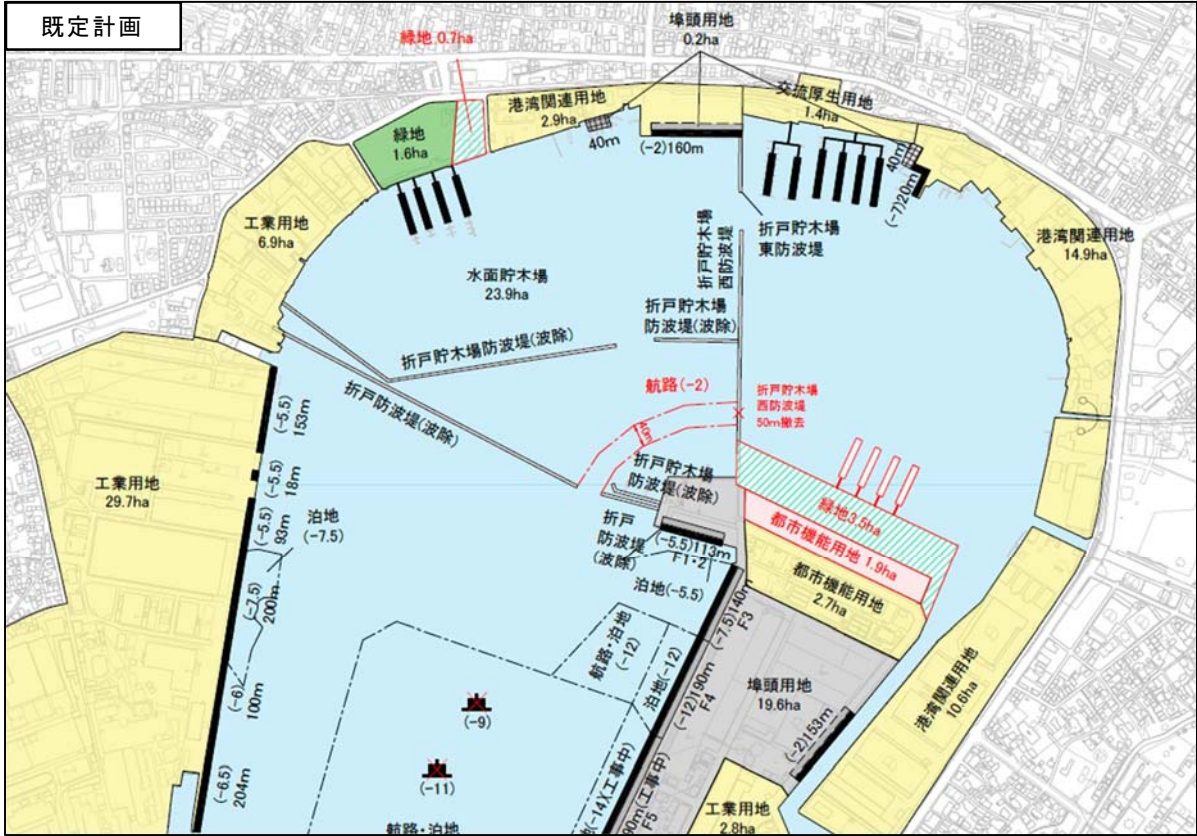 既定計画
緑地 0.7ha
埠頭用地
0.2ha
港湾関連用地
2.9ha
交流厚生用地
1.4ha
緑地
1.6ha
40m
(-2)160m
40m
(-7)20m
工業用地
6.9ha
折戸貯木場
西防波堤
折戸貯木場
東防波堤
港湾関連用地
14.9ha
水面貯木場
23.9ha
折戸貯木場
防波堤(波除)
折戸貯木場防波堤(波除)
折戸防波堤(波除)
航路(-2)
折戸貯木場
西防波堤
50m撤去
40m
(-5.5)
153m
工業用地
29.7ha
(-5.5)
18m
(-5.5)
93m
泊地
(-7.5)
折戸貯木場
防波堤(波除)
緑地3.5ha
都市機能用地 1.9ha
折戸
防波堤
(波除)
(-5.5)113m
F1・2
泊地(-5.5)
都市機能用地
2.7ha
(-7.5)
200m
(-7.5)140m
F3
航路・泊地
(-12)
泊地(-12)
(-12)190m
F4
埠頭用地
19.6ha
港湾関連用地
10.6ha
(-6)
100m
(-9)
(-2)153m
(-11)
(-6.5)
204m
(-14)(工事中)
90m(工事中)
F5
工業用地
2.8ha
航路・泊地